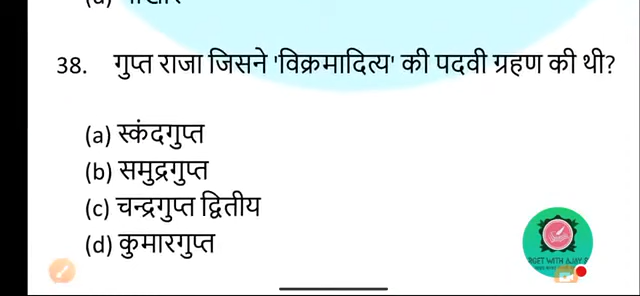 38. गुप्त राजा जिसने 'विक्रमादित्य' की पदवी ग्रहण की थी?
(a) स्कंदगुप्त
(b) समुद्रगुप्त
(c) चन्द्रगुप्त द्वितीय
(d) कुमारगुप्त